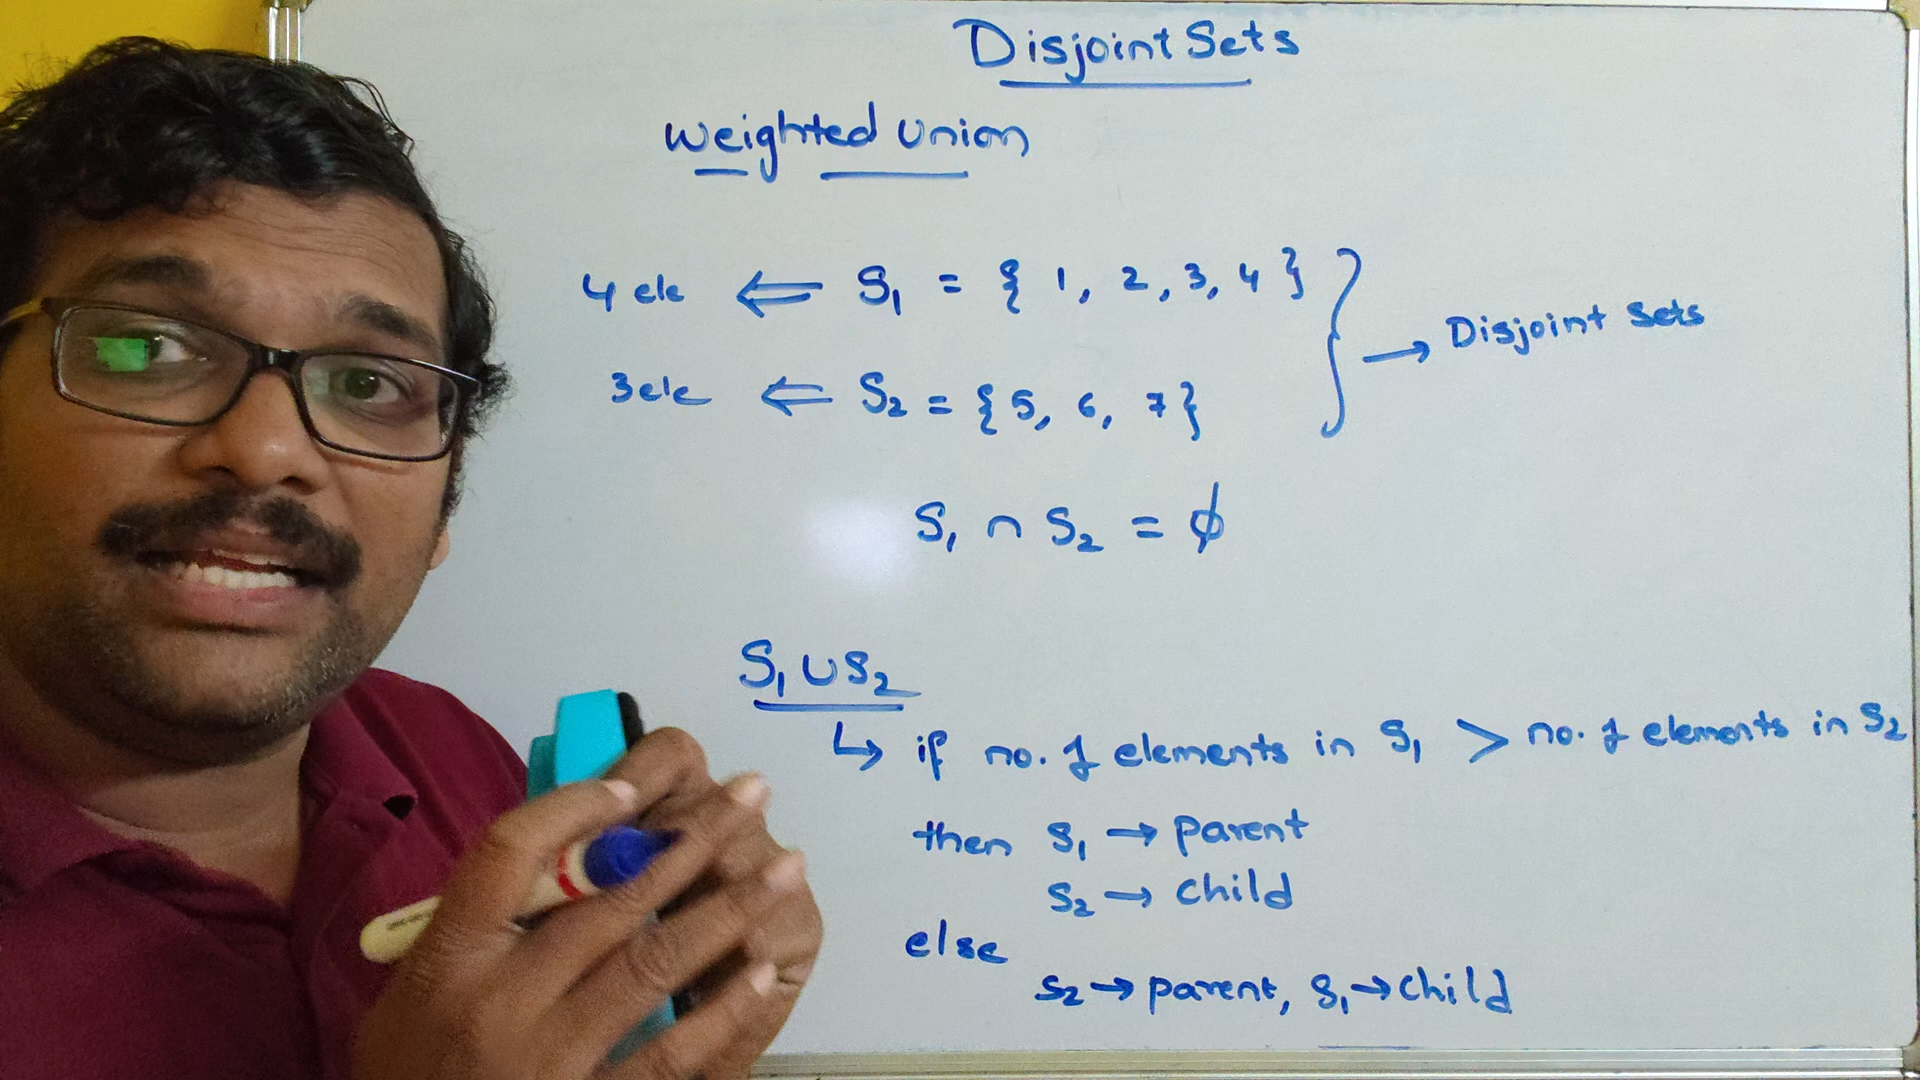 Disjoint Sets
Weighted Union
4 ele ⇐ S₁ = { 1, 2, 3, 4 }
→ Disjoint sets
3 ele ⇐ S₂ = { 5, 6, 7 }
S₁ ∩ S₂ = ϕ
S₁ ∪ S₂
↳ if no. of elements in S₁ > no. of elements in S₂
then S₁ → parent
S₂ → child
else
S₂ → parent, S₁ → child